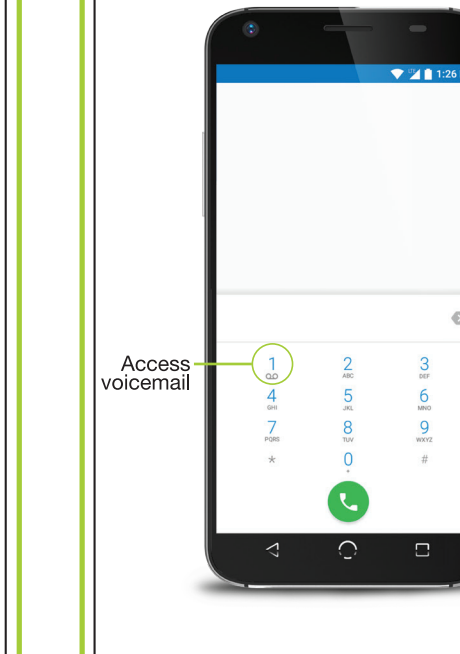 LTE 1:26
Access
voicemail
1 2 3
ABC DEF
4 5 6
GHI JKL MNO
7 8 9
PQRS TUV WXYZ
* 0 #
+